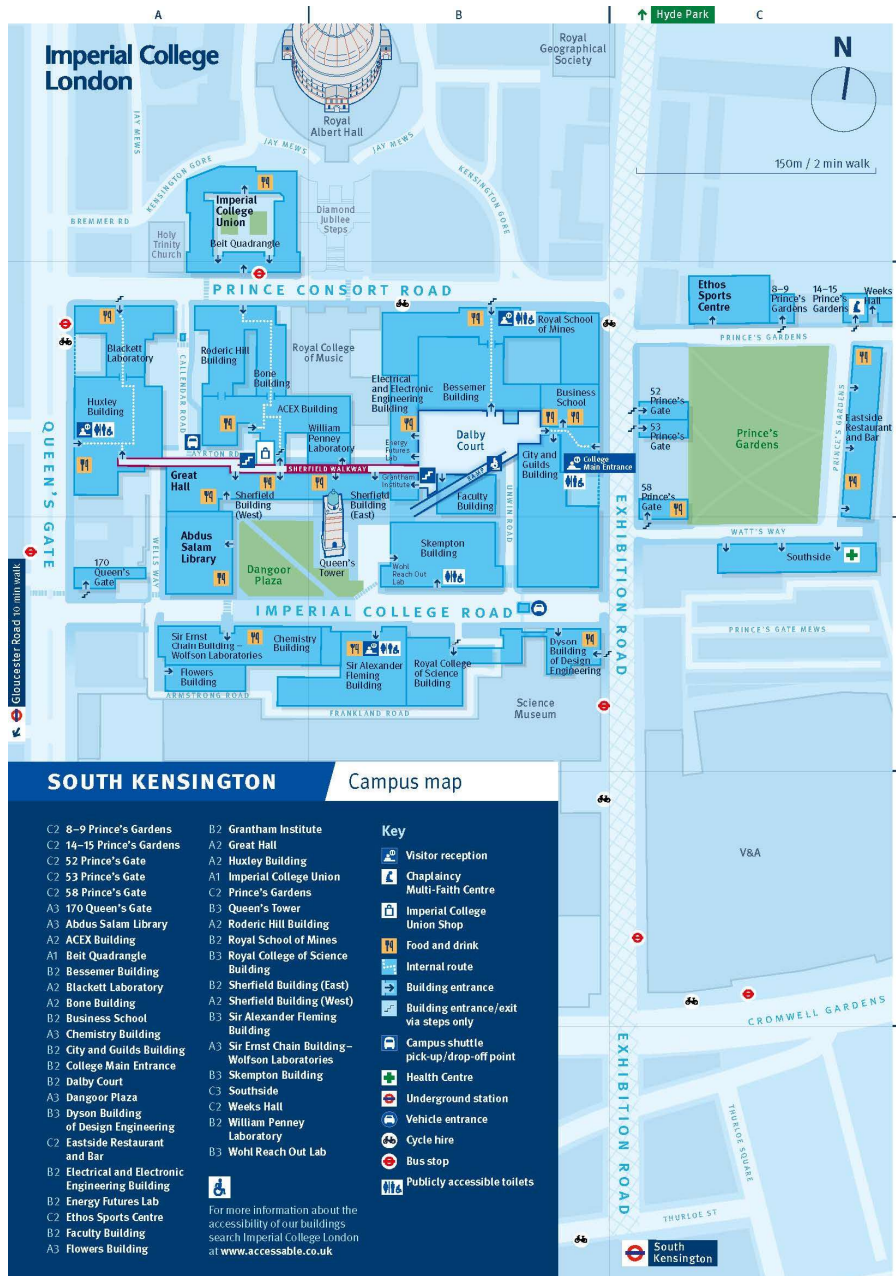 A
B
Hyde Park
C
Imperial College
London
Royal
Geographical
Society
N
Royal
Albert Hall
JAY MEWS
JAY MEWS
JAY MEWS
150m / 2 min walk
KENSINGTON GORE
KENSINGTON GORE
BREMMER RD
Imperial
College
Union
Beit Quadrangle
Holy
Trinity
Church
Diamond
Jubilee
Steps
PRINCE CONSORT ROAD
Ethos
Sports
Centre
8–9
Prince's
Gardens
14–15
Prince's
Gardens
Weeks
Hall
PRINCE'S GARDENS
Blackett
Laboratory
Roderic Hill
Building
Bone
Building
Royal College
of Music
Royal School
of Mines
CALLENDAR ROAD
Huxley
Building
ACEX Building
William
Penney
Laboratory
Electrical
and Electronic
Engineering
Building
Bessemer
Building
Business
School
52
Prince's
Gate
53
Prince's
Gate
58
Prince's
Gate
Prince's
Gardens
PRINCE'S GARDENS
Eastside
Restaurant
and Bar
QUEEN'S GATE
AYRTON RD
SHERFIELD WALKWAY
Energy
Futures
Lab
Grantham
Institute
Dalby
Court
RAMP
City and
Guilds
Building
College
Main Entrance
Great
Hall
Sherfield
Building
(West)
Sherfield
Building
(East)
Faculty
Building
UNWIN ROAD
EXHIBITION ROAD
WATT'S WAY
Southside
Abdus
Salam
Library
WELLS WAY
Dangoor
Plaza
Queen's
Tower
Skempton
Building
Wohl
Reach Out
Lab
170
Queen's
Gate
Gloucester Road 10 min walk
IMPERIAL COLLEGE ROAD
PRINCE'S GATE MEWS
Sir Ernst
Chain Building –
Wolfson Laboratories
Chemistry
Building
Flowers
Building
Sir Alexander
Fleming
Building
Royal College
of Science
Building
Dyson
Building
of Design
Engineering
ARMSTRONG ROAD
FRANKLAND ROAD
Science
Museum
V&A
CROMWELL GARDENS
EXHIBITION ROAD
THURLOE SQUARE
THURLOE ST
South
Kensington
SOUTH KENSINGTON
Campus map
C2 8–9 Prince's Gardens
C2 14–15 Prince's Gardens
C2 52 Prince's Gate
C2 53 Prince's Gate
C2 58 Prince's Gate
A3 170 Queen's Gate
A3 Abdus Salam Library
A2 ACEX Building
A1 Beit Quadrangle
B2 Bessemer Building
A2 Blackett Laboratory
A2 Bone Building
B2 Business School
A3 Chemistry Building
B2 City and Guilds Building
B2 College Main Entrance
B2 Dalby Court
A3 Dangoor Plaza
B3 Dyson Building
of Design Engineering
C2 Eastside Restaurant
and Bar
B2 Electrical and Electronic
Engineering Building
B2 Energy Futures Lab
C2 Ethos Sports Centre
B2 Faculty Building
A3 Flowers Building
B2 Grantham Institute
A2 Great Hall
A2 Huxley Building
A1 Imperial College Union
C2 Prince's Gardens
B3 Queen's Tower
A2 Roderic Hill Building
B2 Royal School of Mines
B3 Royal College of Science
Building
B2 Sherfield Building (East)
A2 Sherfield Building (West)
B3 Sir Alexander Fleming
Building
A3 Sir Ernst Chain Building–
Wolfson Laboratories
B3 Skempton Building
C3 Southside
C2 Weeks Hall
B2 William Penney
Laboratory
B3 Wohl Reach Out Lab
For more information about the
accessibility of our buildings
search Imperial College London
at www.accessable.co.uk
Key
Visitor reception
Chaplaincy
Multi-Faith Centre
Imperial College
Union Shop
Food and drink
Internal route
Building entrance
Building entrance/exit
via steps only
Campus shuttle
pick-up/drop-off point
Health Centre
Underground station
Vehicle entrance
Cycle hire
Bus stop
Publicly accessible toilets